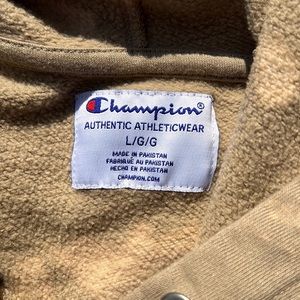 Champion®
AUTHENTIC ATHLETICWEAR
L/G/G
MADE IN PAKISTAN
FABRIQUÉ AU PAKISTAN
HECHO EN PAKISTAN
CHAMPION.COM